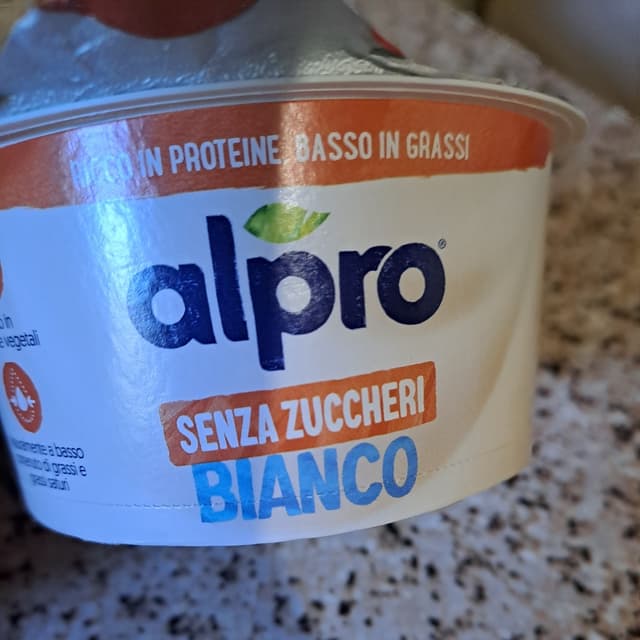 IN PROTEINE, BASSO IN GRASSI
alpro®
SENZA ZUCCHERI
BIANCO
in
vegetali
a basso
di grassi e
grassi saturi